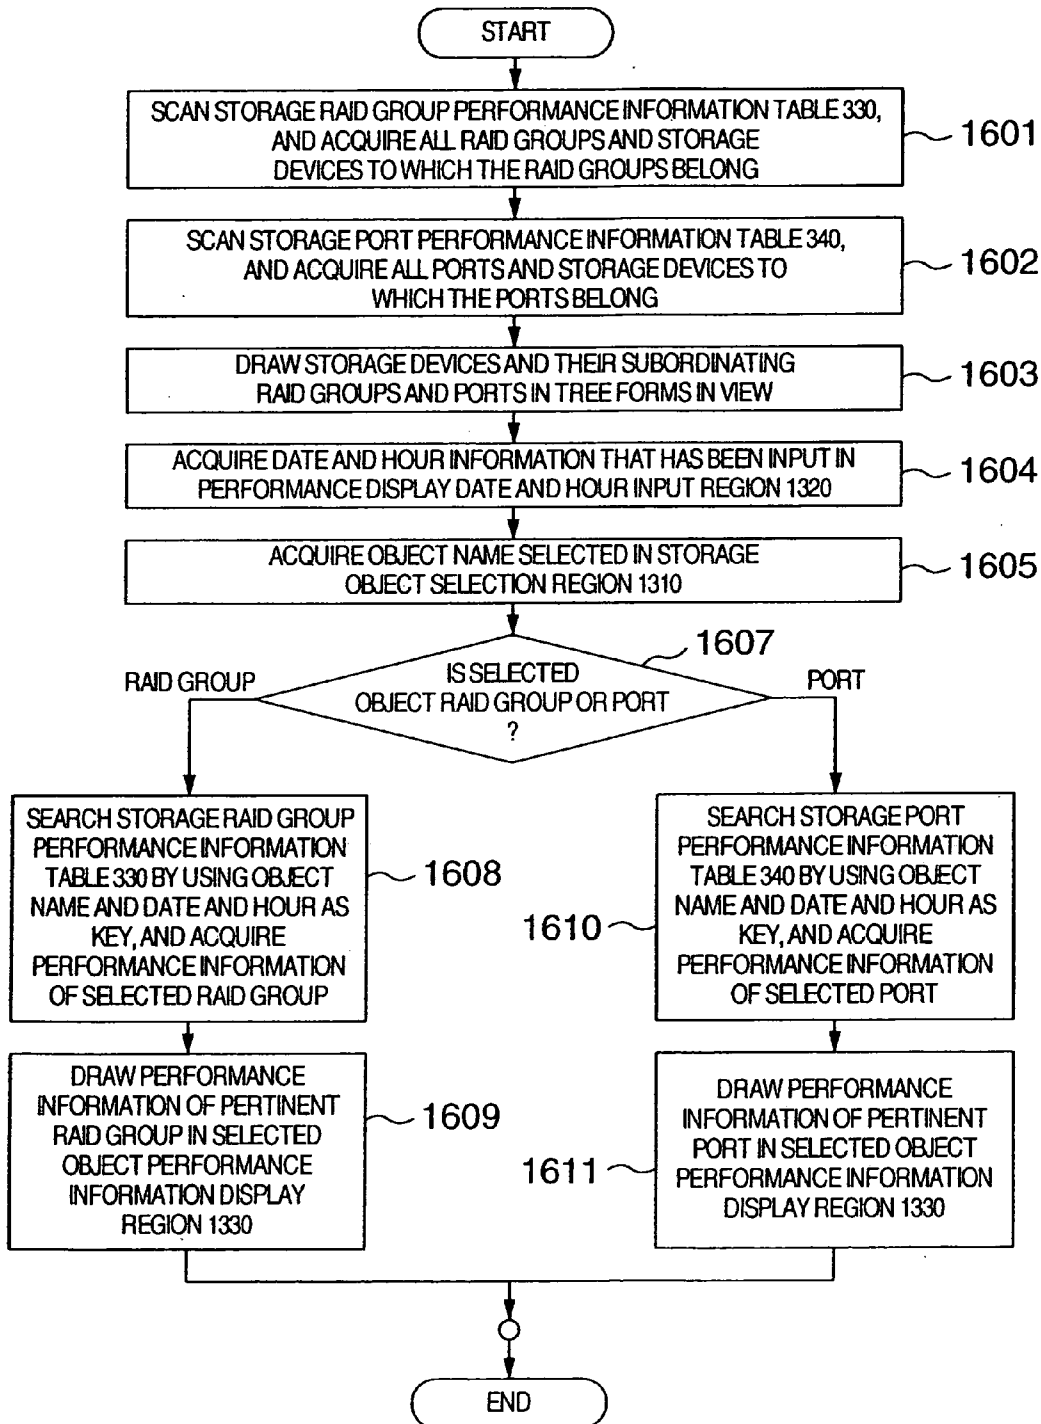 START
SCAN STORAGE RAID GROUP PERFORMANCE INFORMATION TABLE 330,
AND ACQUIRE ALL RAID GROUPS AND STORAGE
DEVICES TO WHICH THE RAID GROUPS BELONG
1601
SCAN STORAGE PORT PERFORMANCE INFORMATION TABLE 340,
AND ACQUIRE ALL PORTS AND STORAGE DEVICES TO
WHICH THE PORTS BELONG
1602
DRAW STORAGE DEVICES AND THEIR SUBORDINATING
RAID GROUPS AND PORTS IN TREE FORMS IN VIEW
1603
ACQUIRE DATE AND HOUR INFORMATION THAT HAS BEEN INPUT IN
PERFORMANCE DISPLAY DATE AND HOUR INPUT REGION 1320
1604
ACQUIRE OBJECT NAME SELECTED IN STORAGE
OBJECT SELECTION REGION 1310
1605
1607
IS SELECTED
OBJECT RAID GROUP OR PORT
?
RAID GROUP
PORT
SEARCH STORAGE RAID GROUP
PERFORMANCE INFORMATION
TABLE 330 BY USING OBJECT
NAME AND DATE AND HOUR AS
KEY, AND ACQUIRE
PERFORMANCE INFORMATION
OF SELECTED RAID GROUP
1608
SEARCH STORAGE PORT
PERFORMANCE INFORMATION
TABLE 340 BY USING OBJECT
NAME AND DATE AND HOUR AS
KEY, AND ACQUIRE
PERFORMANCE INFORMATION
OF SELECTED PORT
1610
DRAW PERFORMANCE
INFORMATION OF PERTINENT
RAID GROUP IN SELECTED
OBJECT PERFORMANCE
INFORMATION DISPLAY
REGION 1330
1609
DRAW PERFORMANCE
INFORMATION OF PERTINENT
PORT IN SELECTED OBJECT
PERFORMANCE INFORMATION
DISPLAY REGION 1330
1611
END